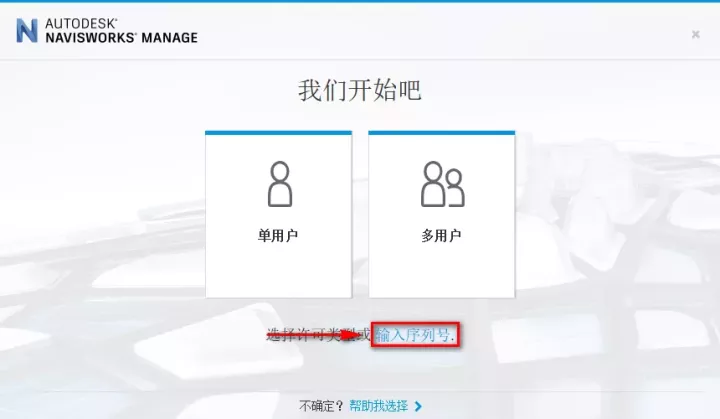 AUTODESK®
NAVISWORKS® MANAGE
我们开始吧
单用户
多用户
选择许可类型或 输入序列号.
不确定？ 帮助我选择